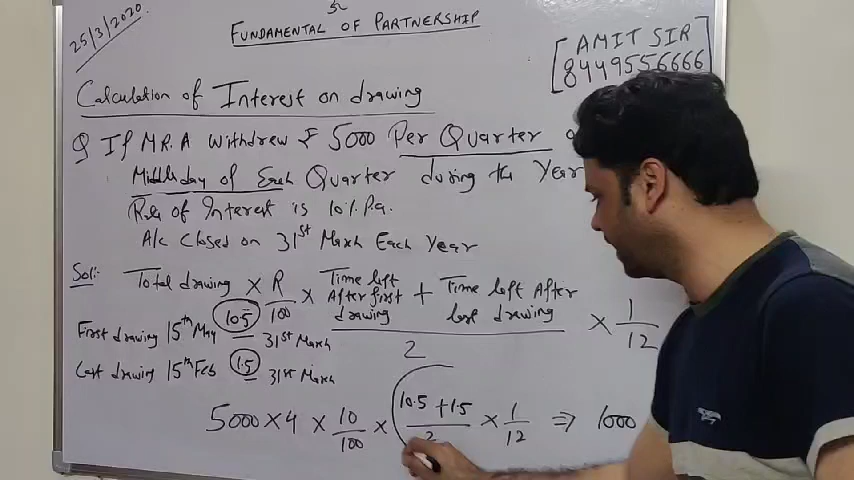 25/3/2020.
FUNDAMENTAL OF PARTNERSHIP
AMIT SIR
8449556666
Calculation of Interest on drawing
Q If MR.A withdrew ₹ 5000 Per Quarter
Middle day of Each Quarter during the Year
Rate of Interest is 10% P.a.
A/c Closed on 31st March Each Year
Sol:- Total drawing × R/100 × Time left After first drawing + Time left After last drawing / 2 × 1/12
First drawing 15th May 10.5 31st March
Last drawing 15th Feb 1.5 31st March
5000 × 4 × 10/100 × (10.5 + 1.5 / 2 × 1/12 ⇒ 1000